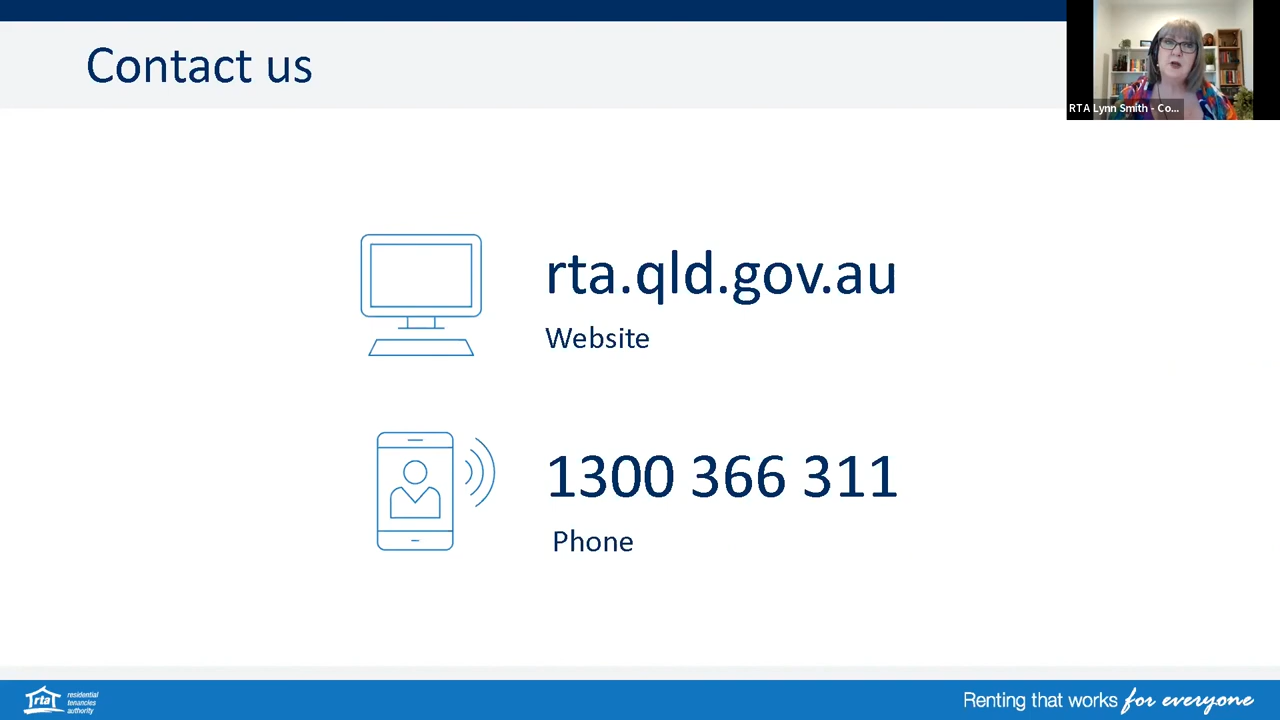 Contact us
RTA Lynn Smith - Co...
rta.qld.gov.au
Website
1300 366 311
Phone
rta
residential
tenancies
authority
Renting that works for everyone